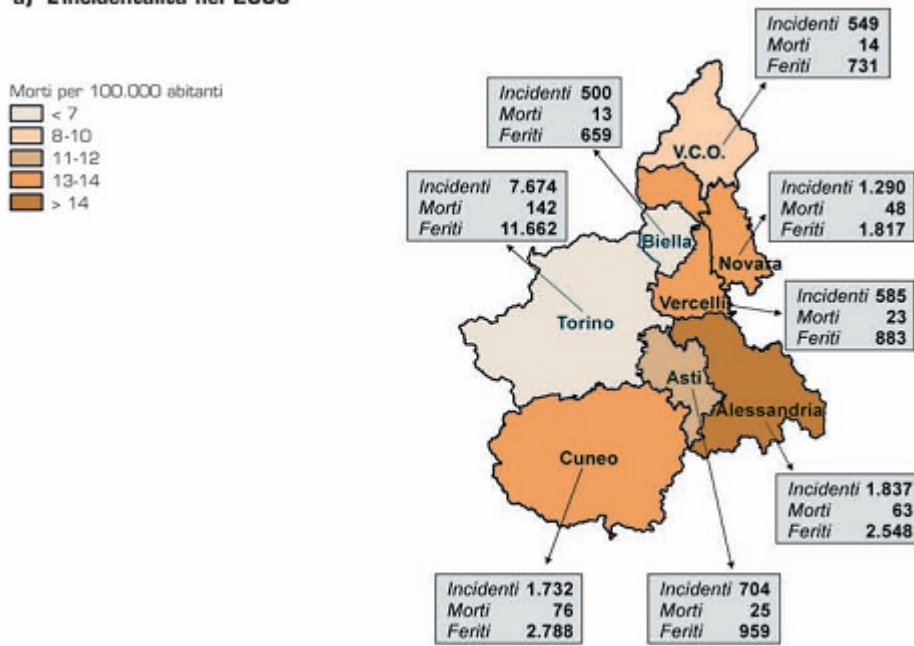 Morti per 100.000 abitanti
< 7
8-10
11-12
13-14
> 14
Incidenti 549
Morti 14
Feriti 731
Incidenti 500
Morti 13
Feriti 659
V.C.O.
Incidenti 7.674
Morti 142
Feriti 11.662
Incidenti 1.290
Morti 48
Feriti 1.817
Biella
Novara
Vercelli
Incidenti 585
Morti 23
Feriti 883
Torino
Asti
Alessandria
Cuneo
Incidenti 1.837
Morti 63
Feriti 2.548
Incidenti 1.732
Morti 76
Feriti 2.788
Incidenti 704
Morti 25
Feriti 959